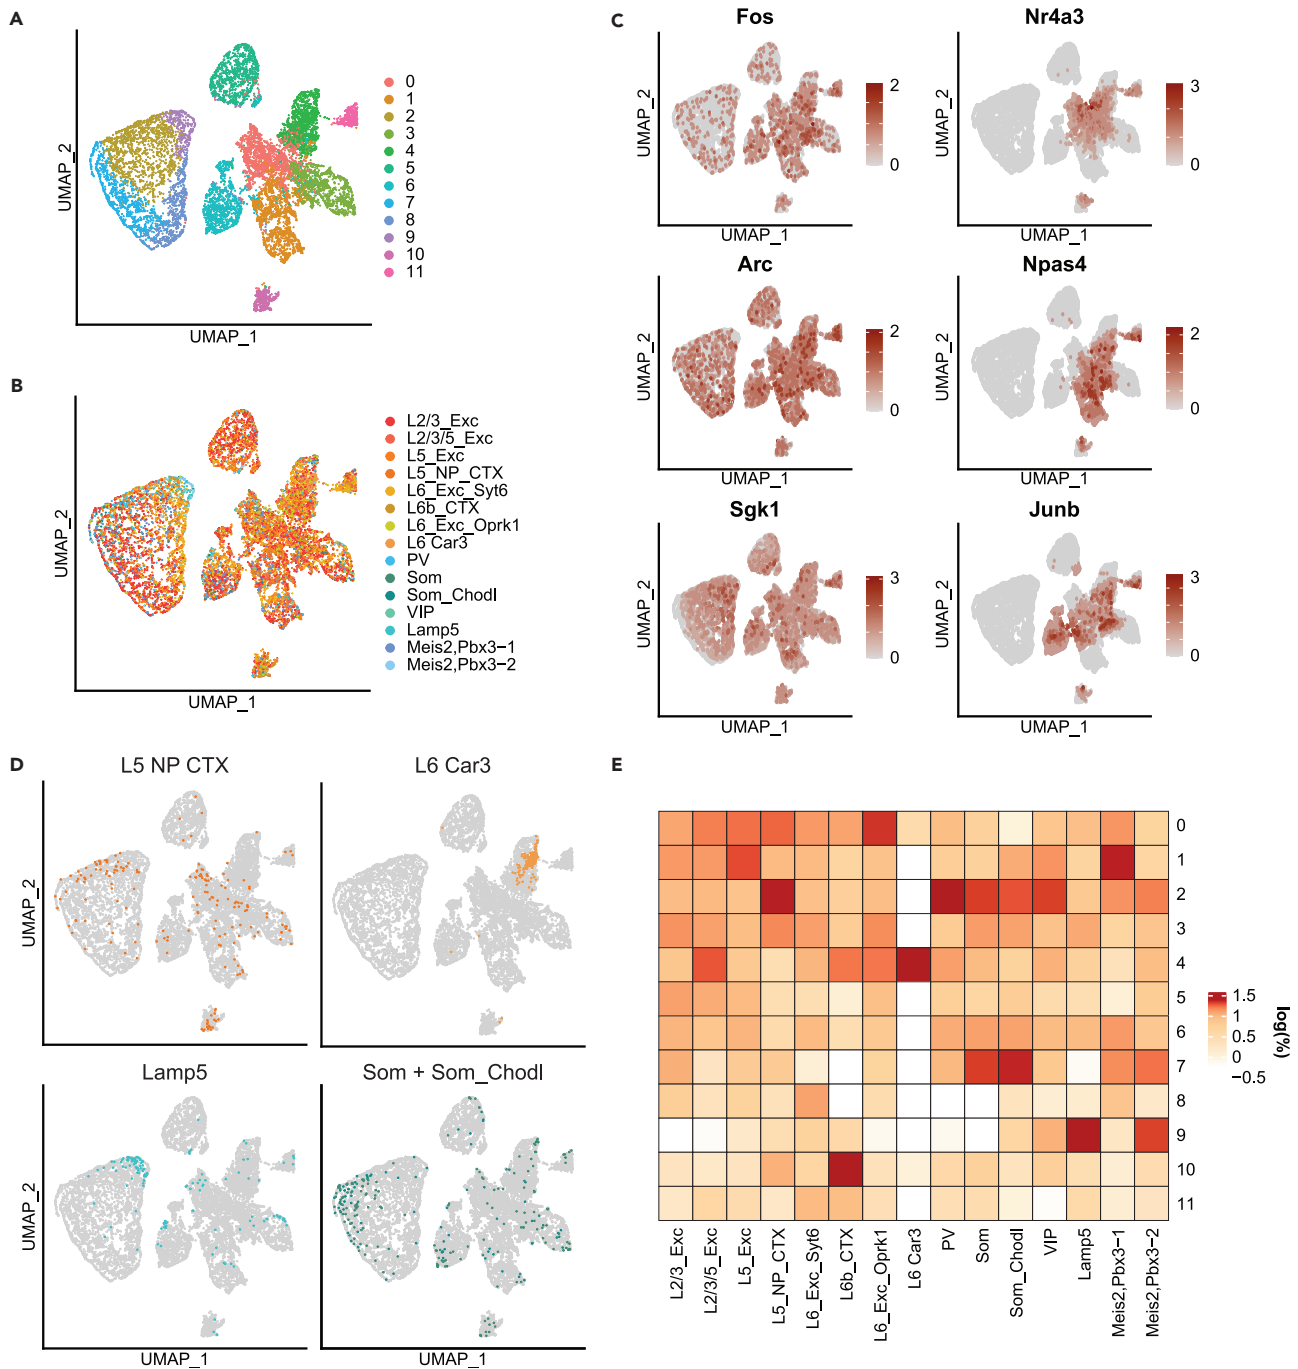 A
UMAP_2
UMAP_1
0
1
2
3
4
5
6
7
8
9
10
11
B
UMAP_2
UMAP_1
L2/3_Exc
L2/3/5_Exc
L5_Exc
L5_NP_CTX
L6_Exc_Syt6
L6b_CTX
L6_Exc_Oprk1
L6 Car3
PV
Som
Som_Chodl
VIP
Lamp5
Meis2,Pbx3−1
Meis2,Pbx3−2
C
Fos
UMAP_2
UMAP_1
2
0
Nr4a3
UMAP_2
UMAP_1
3
0
Arc
UMAP_2
UMAP_1
2
0
Npas4
UMAP_2
UMAP_1
2
0
Sgk1
UMAP_2
UMAP_1
3
0
Junb
UMAP_2
UMAP_1
3
0
D
L5 NP CTX
L6 Car3
UMAP_2
Lamp5
Som + Som_Chodl
UMAP_2
UMAP_1
UMAP_1
E
0
1
2
3
4
5
6
7
8
9
10
11
L2/3_Exc
L2/3/5_Exc
L5_Exc
L5_NP_CTX
L6_Exc_Syt6
L6b_CTX
L6_Exc_Oprk1
L6 Car3
PV
Som
Som_Chodl
VIP
Lamp5
Meis2,Pbx3−1
Meis2,Pbx3−2
1.5
1
0.5
0
−0.5
log(%)